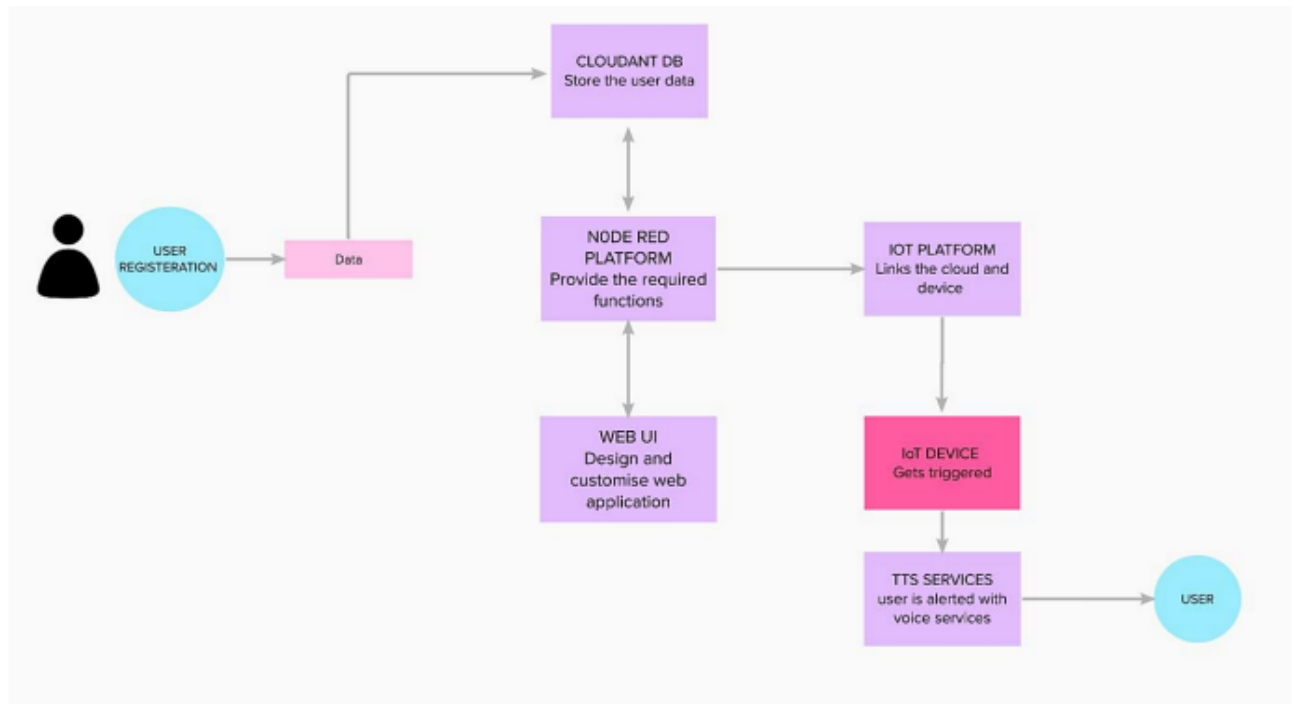 CLOUDANT DB
Store the user data
USER
REGISTERATION
Data
N0DE RED
PLATFORM
Provide the required
functions
IOT PLATFORM
Links the cloud and
device
WEB UI
Design and
customise web
application
IoT DEVICE
Gets triggered
TTS SERVICES
user is alerted with
voice services
USER